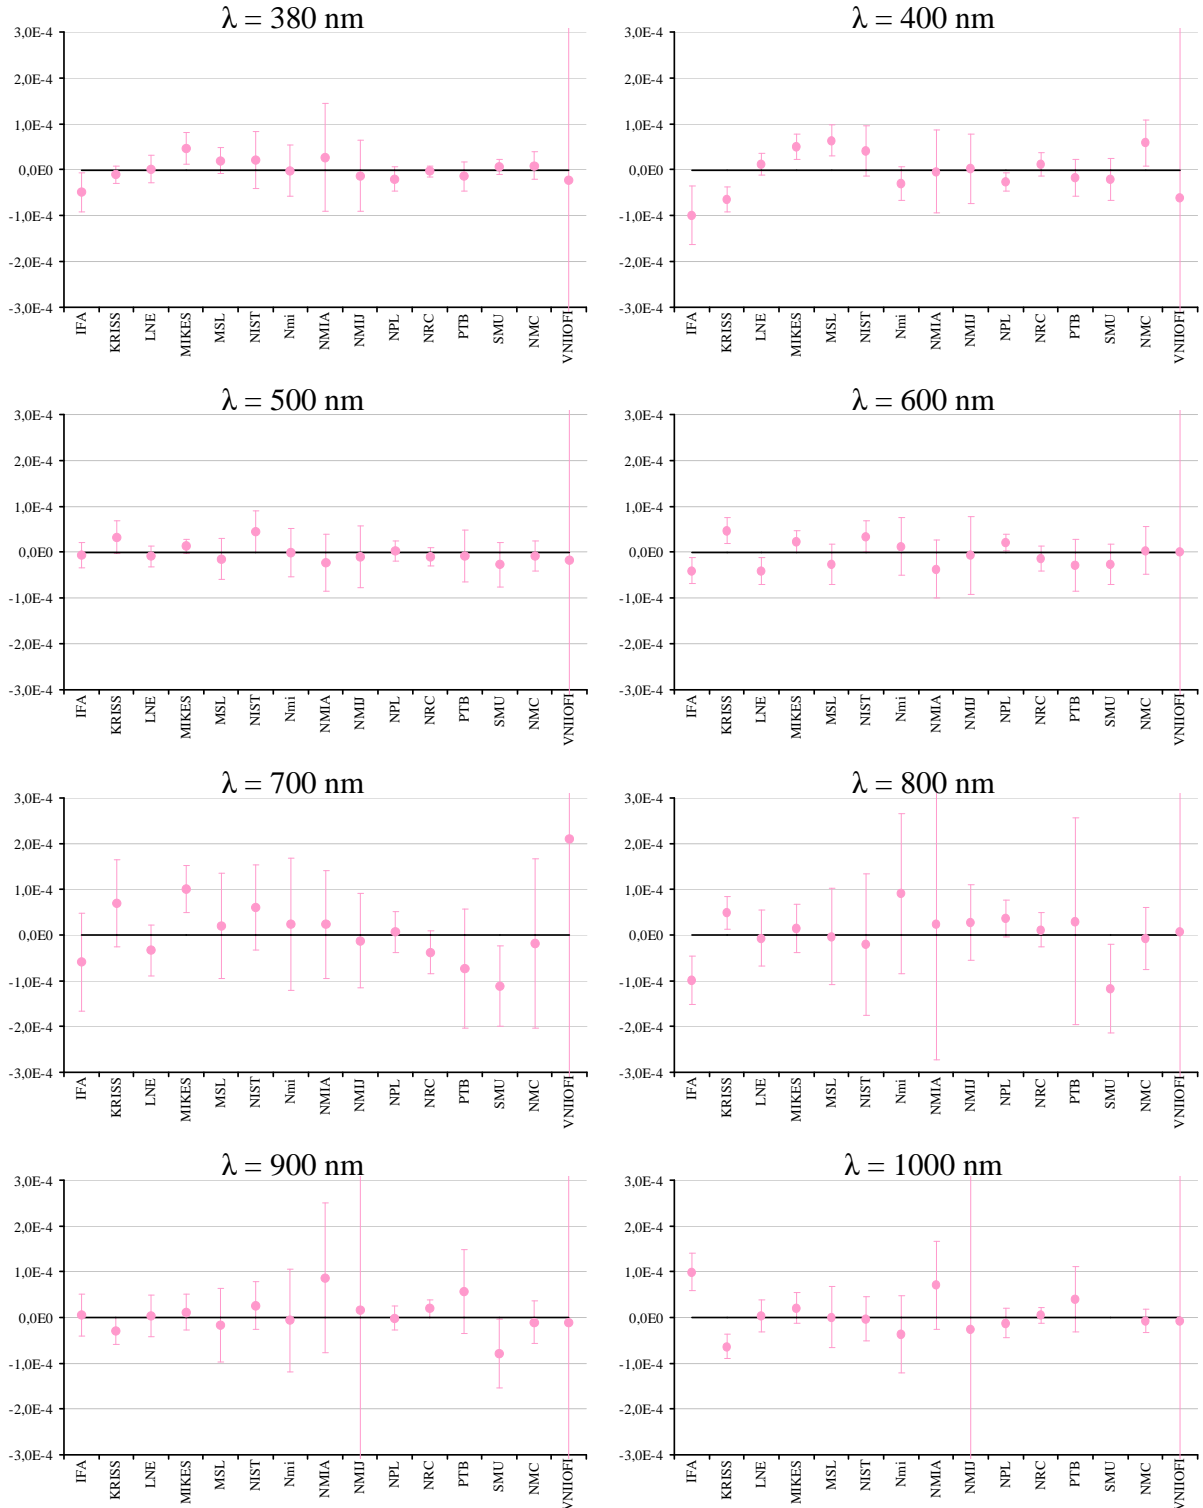 λ = 380 nm
3,0E-4
2,0E-4
1,0E-4
0,0E0
-1,0E-4
-2,0E-4
-3,0E-4
IFA KRISS LNE MIKES MSL NIST Nmi NMIA NMIJ NPL NRC PTB SMU NMC VNIIOFI
λ = 400 nm
3,0E-4
2,0E-4
1,0E-4
0,0E0
-1,0E-4
-2,0E-4
-3,0E-4
IFA KRISS LNE MIKES MSL NIST Nmi NMIA NMIJ NPL NRC PTB SMU NMC VNIIOFI
λ = 500 nm
3,0E-4
2,0E-4
1,0E-4
0,0E0
-1,0E-4
-2,0E-4
-3,0E-4
IFA KRISS LNE MIKES MSL NIST Nmi NMIA NMIJ NPL NRC PTB SMU NMC VNIIOFI
λ = 600 nm
3,0E-4
2,0E-4
1,0E-4
0,0E0
-1,0E-4
-2,0E-4
-3,0E-4
IFA KRISS LNE MIKES MSL NIST Nmi NMIA NMIJ NPL NRC PTB SMU NMC VNIIOFI
λ = 700 nm
3,0E-4
2,0E-4
1,0E-4
0,0E0
-1,0E-4
-2,0E-4
-3,0E-4
IFA KRISS LNE MIKES MSL NIST Nmi NMIA NMIJ NPL NRC PTB SMU NMC VNIIOFI
λ = 800 nm
3,0E-4
2,0E-4
1,0E-4
0,0E0
-1,0E-4
-2,0E-4
-3,0E-4
IFA KRISS LNE MIKES MSL NIST Nmi NMIA NMIJ NPL NRC PTB SMU NMC VNIIOFI
λ = 900 nm
3,0E-4
2,0E-4
1,0E-4
0,0E0
-1,0E-4
-2,0E-4
-3,0E-4
IFA KRISS LNE MIKES MSL NIST Nmi NMIA NMIJ NPL NRC PTB SMU NMC VNIIOFI
λ = 1000 nm
3,0E-4
2,0E-4
1,0E-4
0,0E0
-1,0E-4
-2,0E-4
-3,0E-4
IFA KRISS LNE MIKES MSL NIST Nmi NMIA NMIJ NPL NRC PTB SMU NMC VNIIOFI